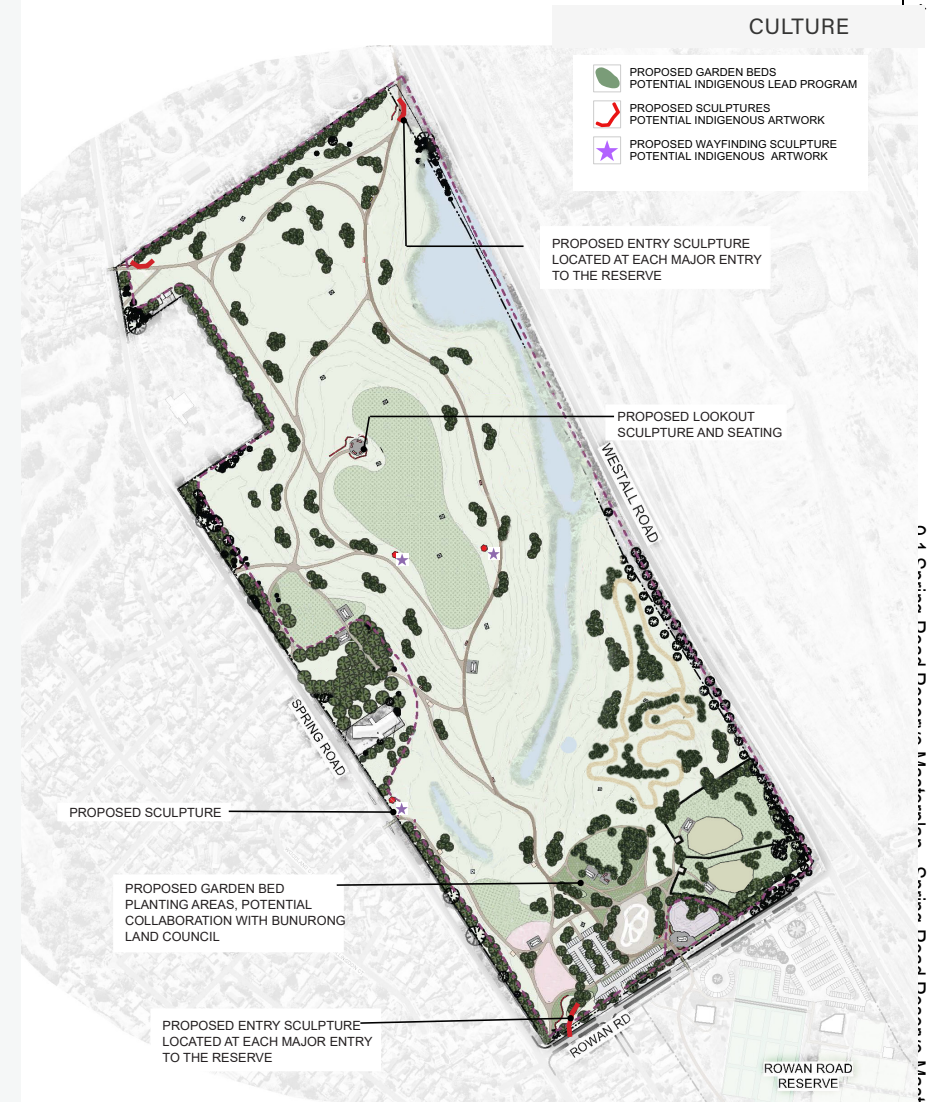 CULTURE
PROPOSED GARDEN BEDS
POTENTIAL INDIGENOUS LEAD PROGRAM
PROPOSED SCULPTURES
POTENTIAL INDIGENOUS ARTWORK
PROPOSED WAYFINDING SCULPTURE
POTENTIAL INDIGENOUS ARTWORK
PROPOSED ENTRY SCULPTURE
LOCATED AT EACH MAJOR ENTRY
TO THE RESERVE
PROPOSED LOOKOUT
SCULPTURE AND SEATING
WESTALL ROAD
SPRING ROAD
PROPOSED SCULPTURE
PROPOSED GARDEN BED
PLANTING AREAS, POTENTIAL
COLLABORATION WITH BUNURONG
LAND COUNCIL
PROPOSED ENTRY SCULPTURE
LOCATED AT EACH MAJOR ENTRY
TO THE RESERVE
ROWAN RD
ROWAN ROAD
RESERVE